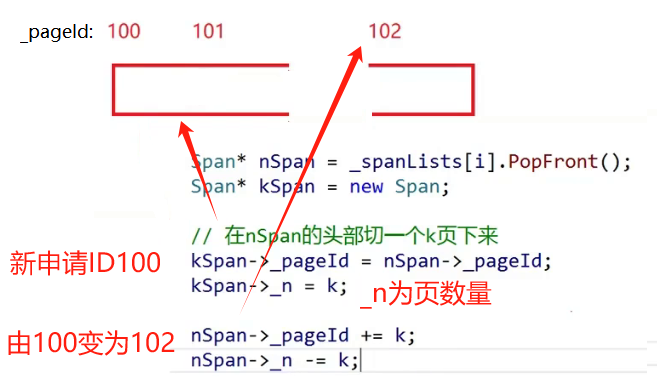 _pageId: 100 101 102
Span* nSpan = _spanLists[i].PopFront();
Span* kSpan = new Span;
// 在nSpan的头部切一个k页下来
新申请ID100 kSpan->_pageId = nSpan->_pageId;
kSpan->_n = k; _n为页数量
由100变为102 nSpan->_pageId += k;
nSpan->_n -= k;